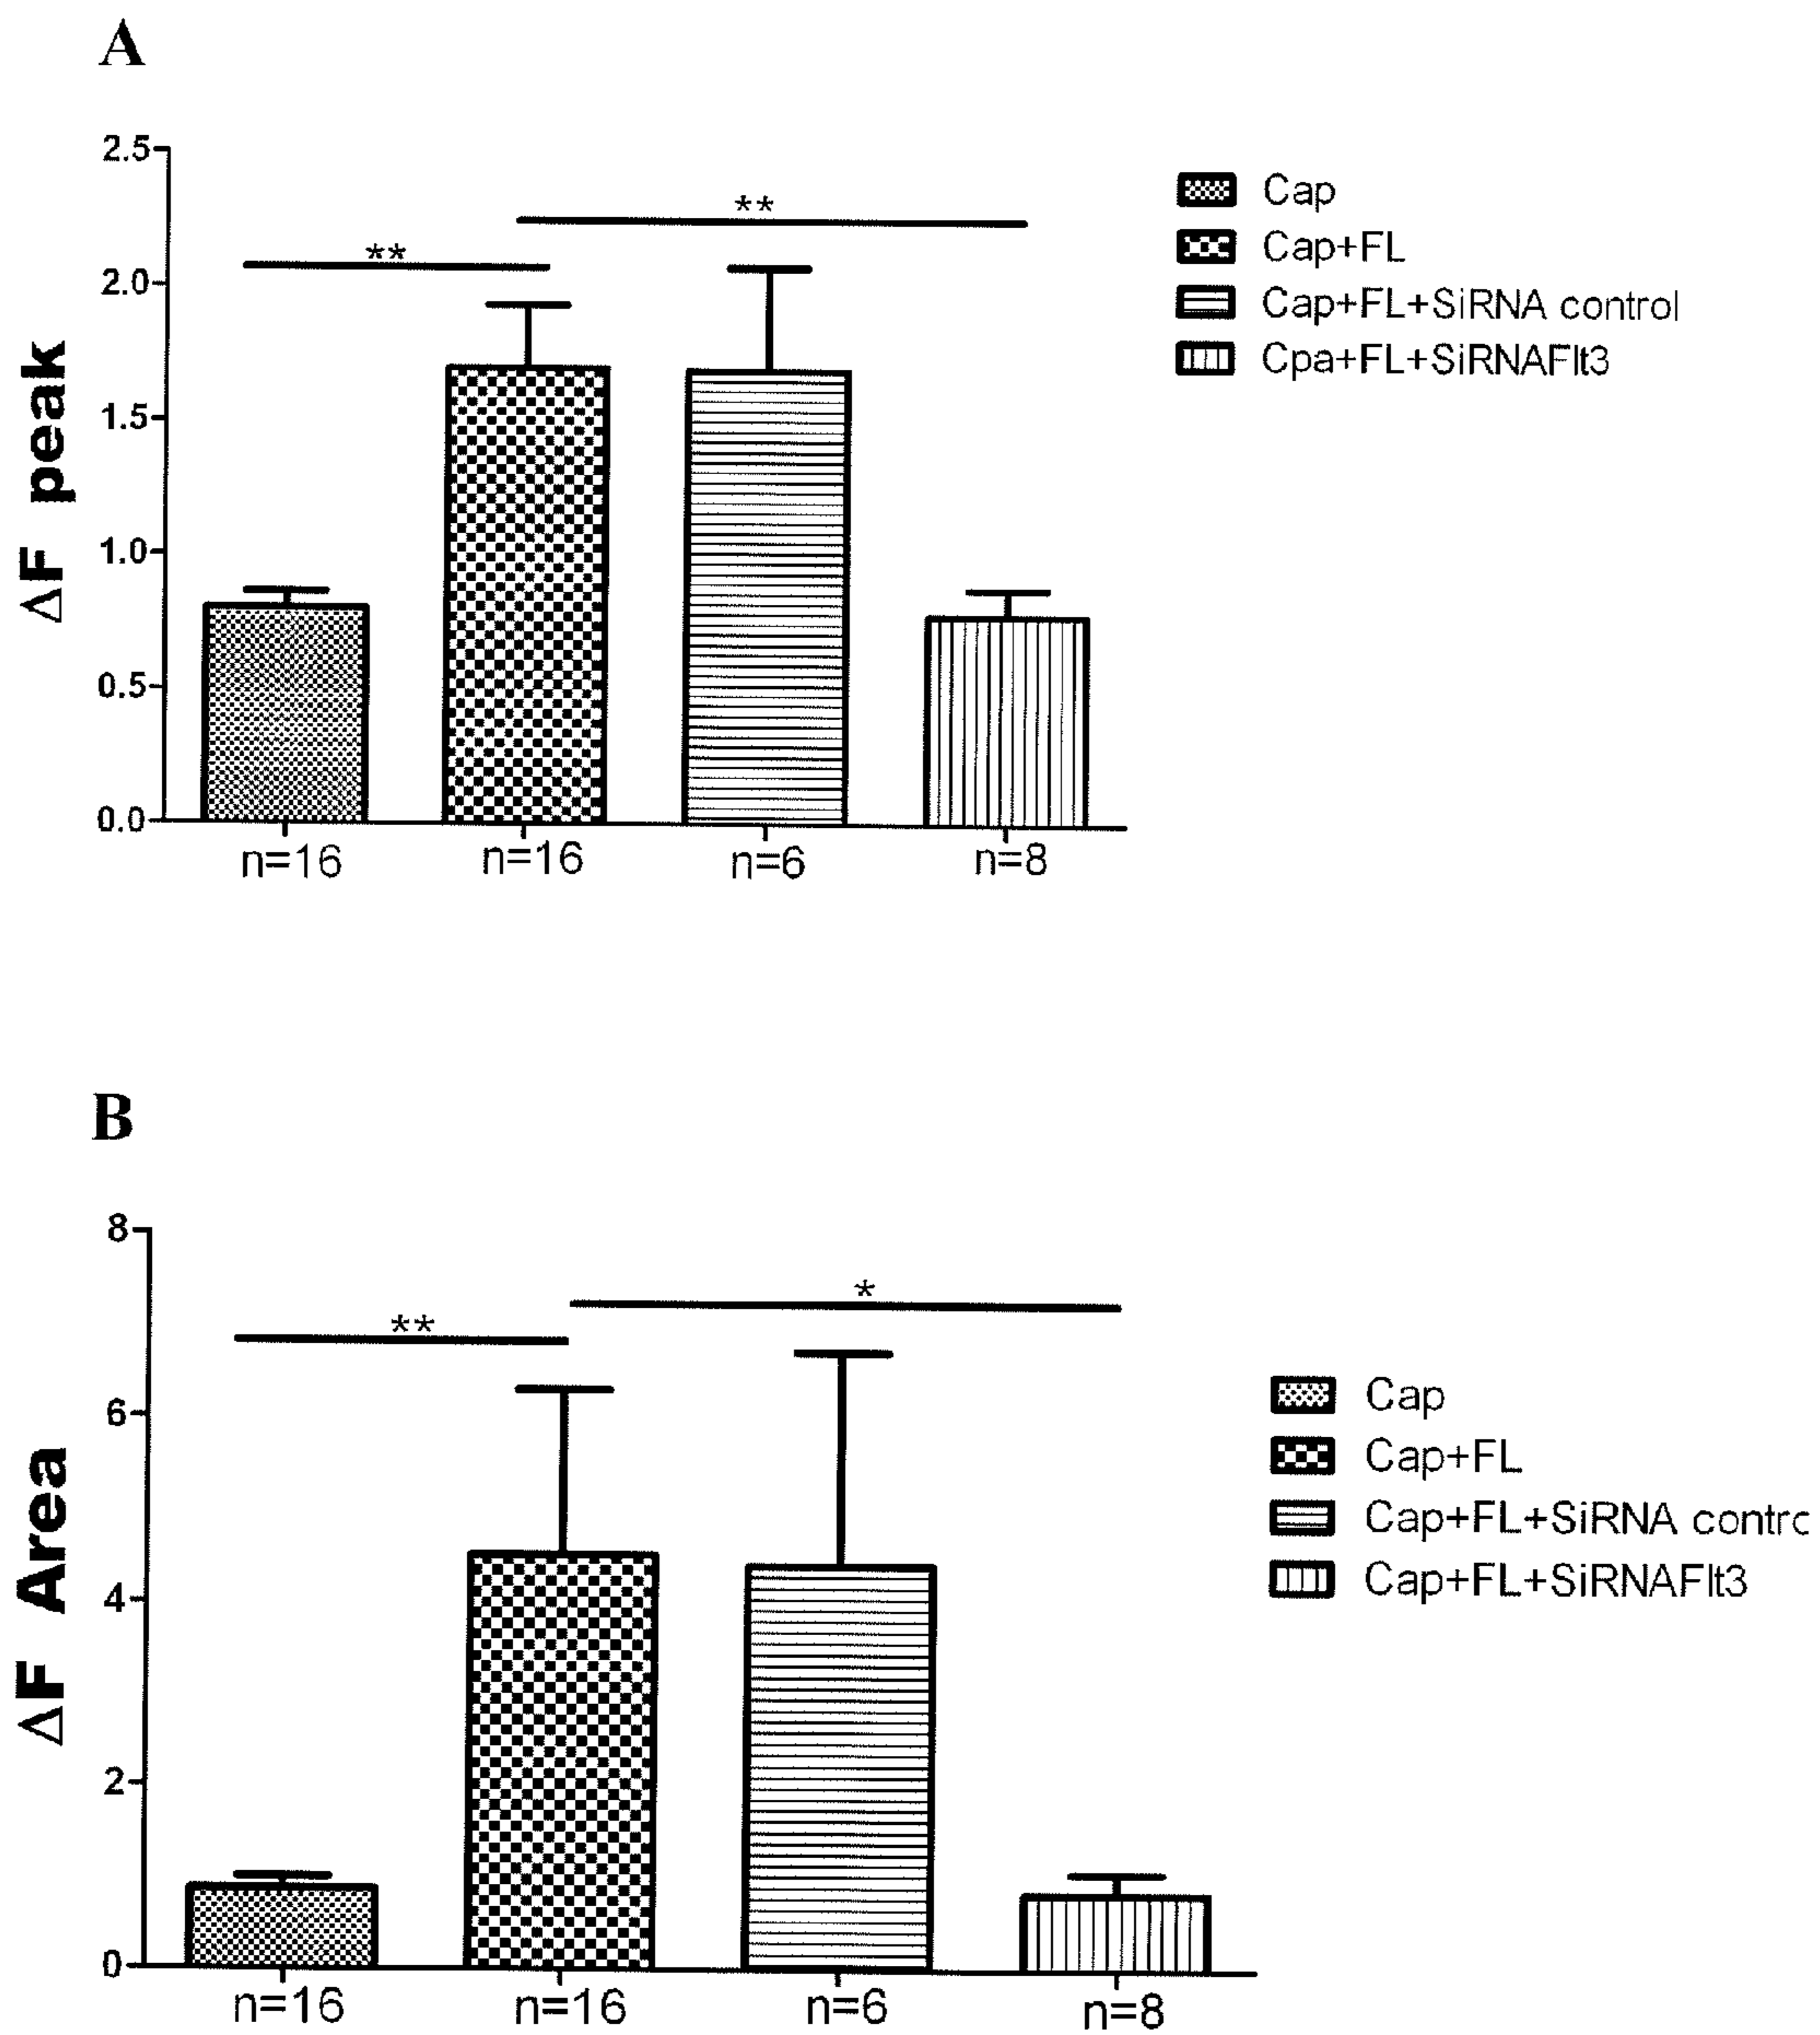 A
2.5
2.0
1.5
1.0
0.5
0.0
ΔF peak
**
**
n=16
n=16
n=6
n=8
Cap
Cap+FL
Cap+FL+SiRNA control
Cpa+FL+SiRNAFlt3
B
8
6
4
2
0
ΔF Area
**
*
n=16
n=16
n=6
n=8
Cap
Cap+FL
Cap+FL+SiRNA contrc
Cap+FL+SiRNAFlt3